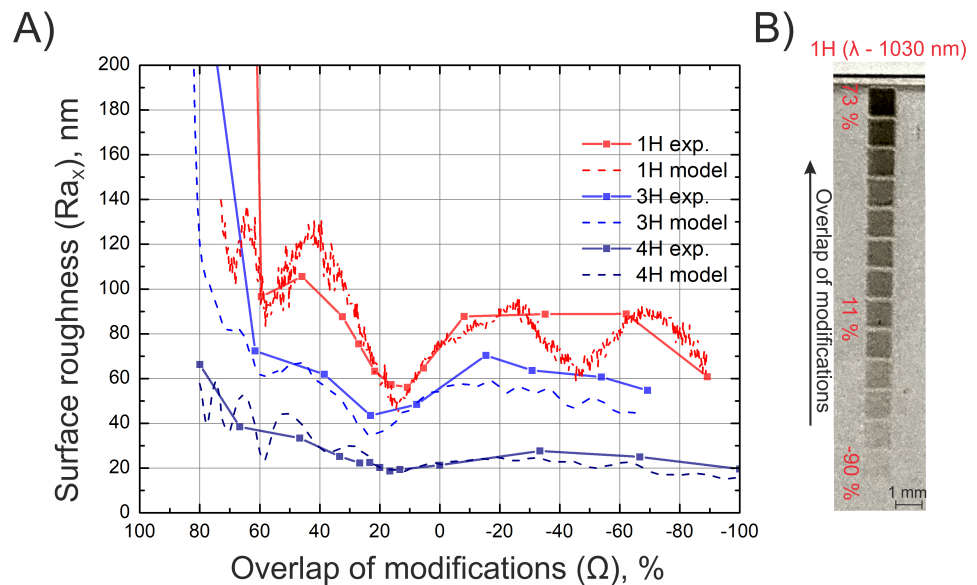 A)
Surface roughness (Raₓ), nm
200
180
160
140
120
100
80
60
40
20
0
100 80 60 40 20 0 -20 -40 -60 -80 -100
Overlap of modifications (Ω), %
1H exp.
1H model
3H exp.
3H model
4H exp.
4H model
B)
1H (λ - 1030 nm)
73 %
11 %
-90 %
Overlap of modifications
1 mm